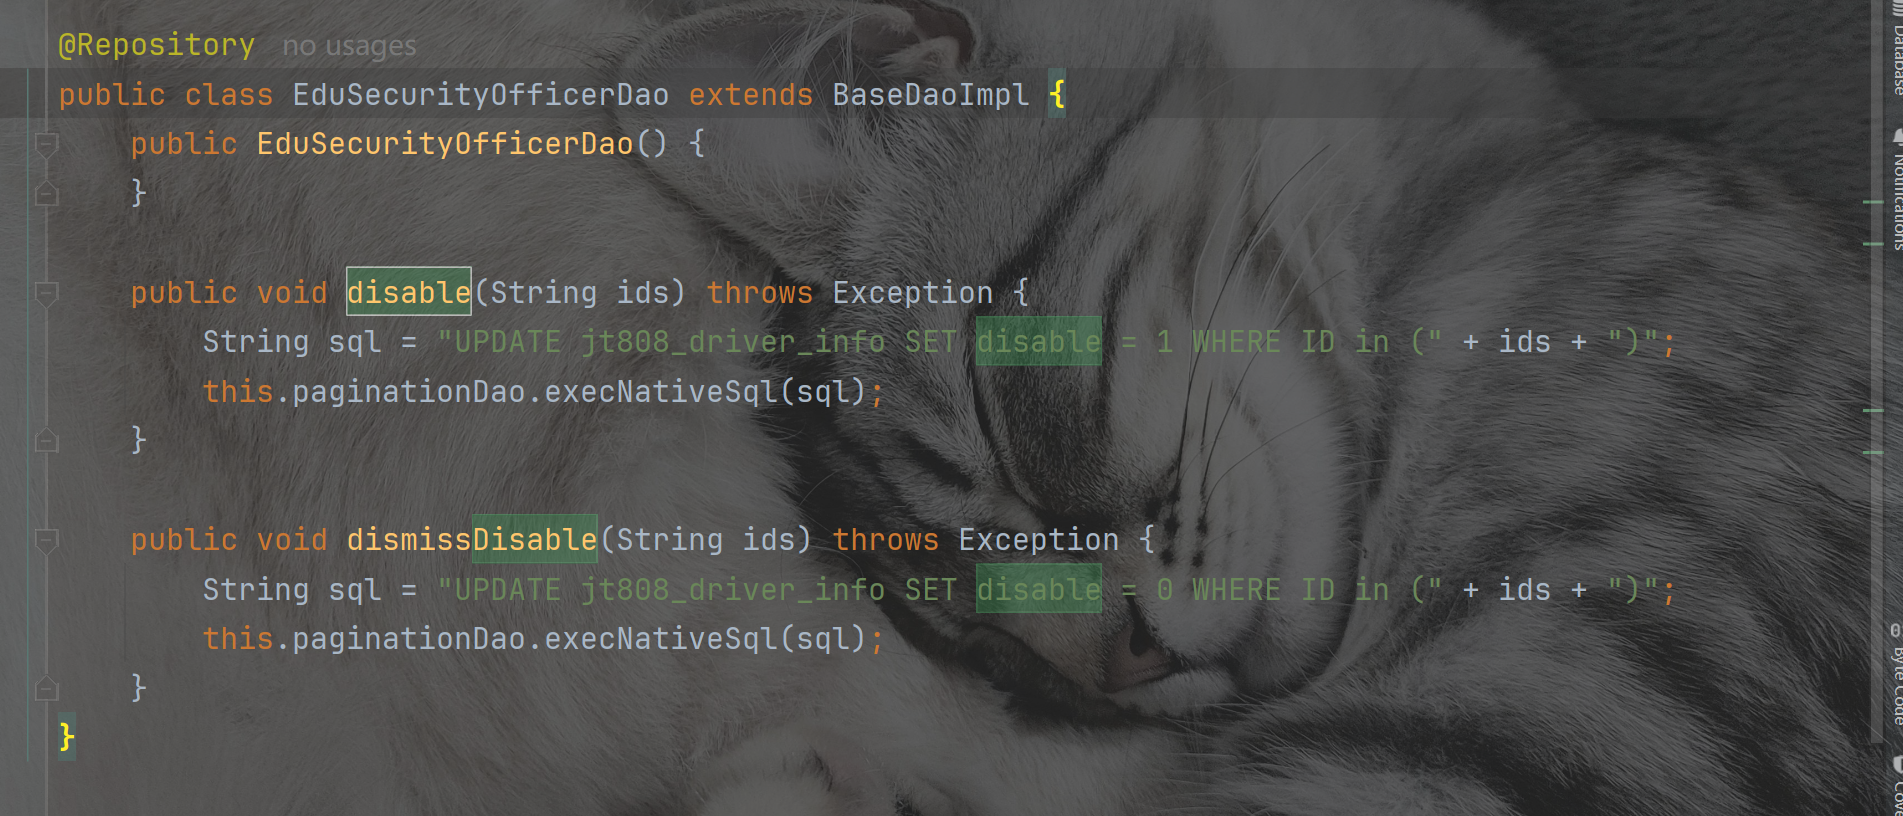 @Repository no usages
public class EduSecurityOfficerDao extends BaseDaoImpl {
public EduSecurityOfficerDao() {
}
public void disable(String ids) throws Exception {
String sql = "UPDATE jt808_driver_info SET disable = 1 WHERE ID in (" + ids + ")";
this.paginationDao.execNativeSql(sql);
}
public void dismissDisable(String ids) throws Exception {
String sql = "UPDATE jt808_driver_info SET disable = 0 WHERE ID in (" + ids + ")";
this.paginationDao.execNativeSql(sql);
}
}
Database
Notifications
Byte Code